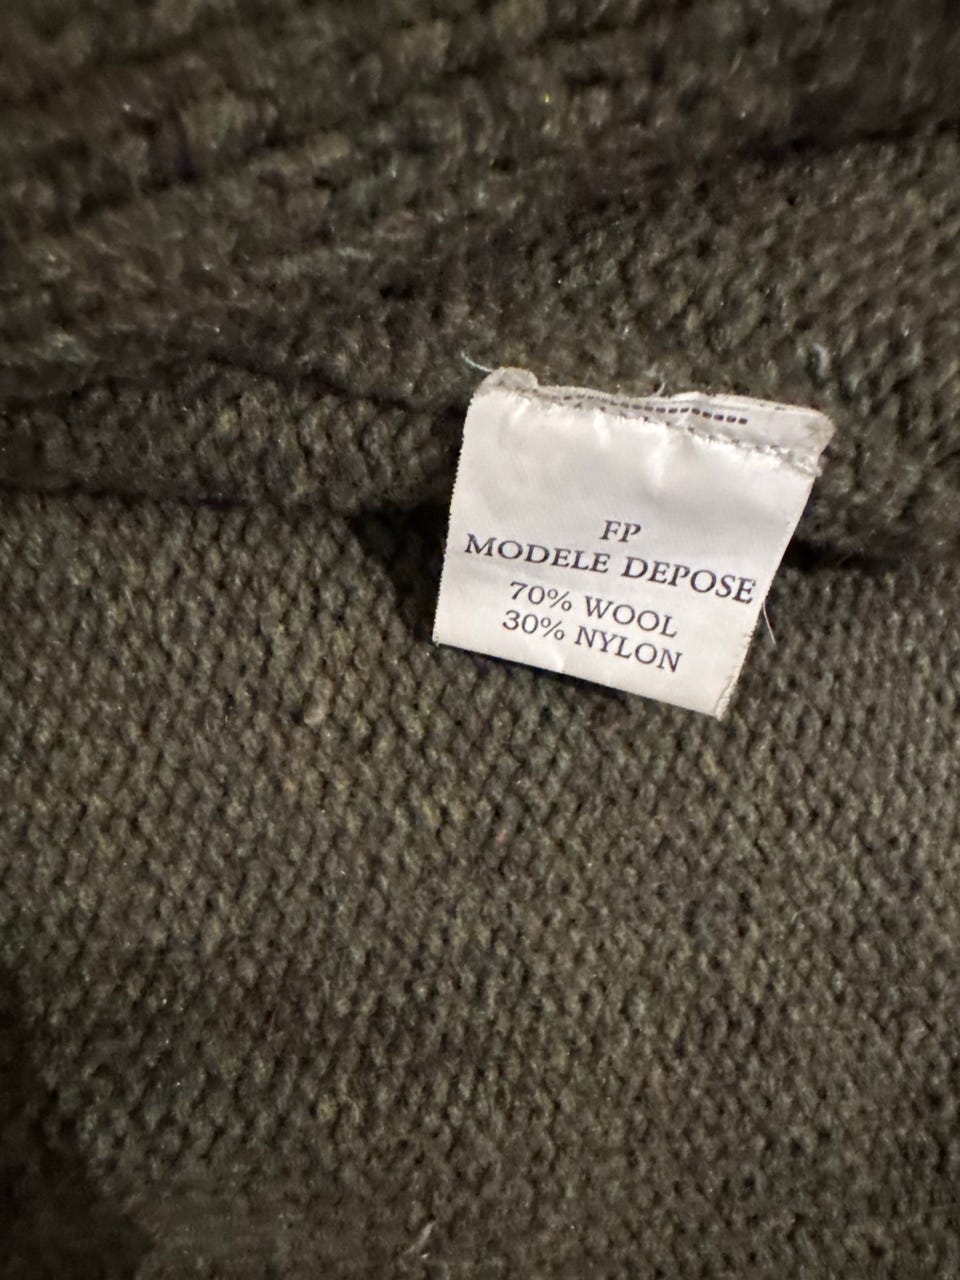 FP
MODELE DEPOSE
70% WOOL
30% NYLON